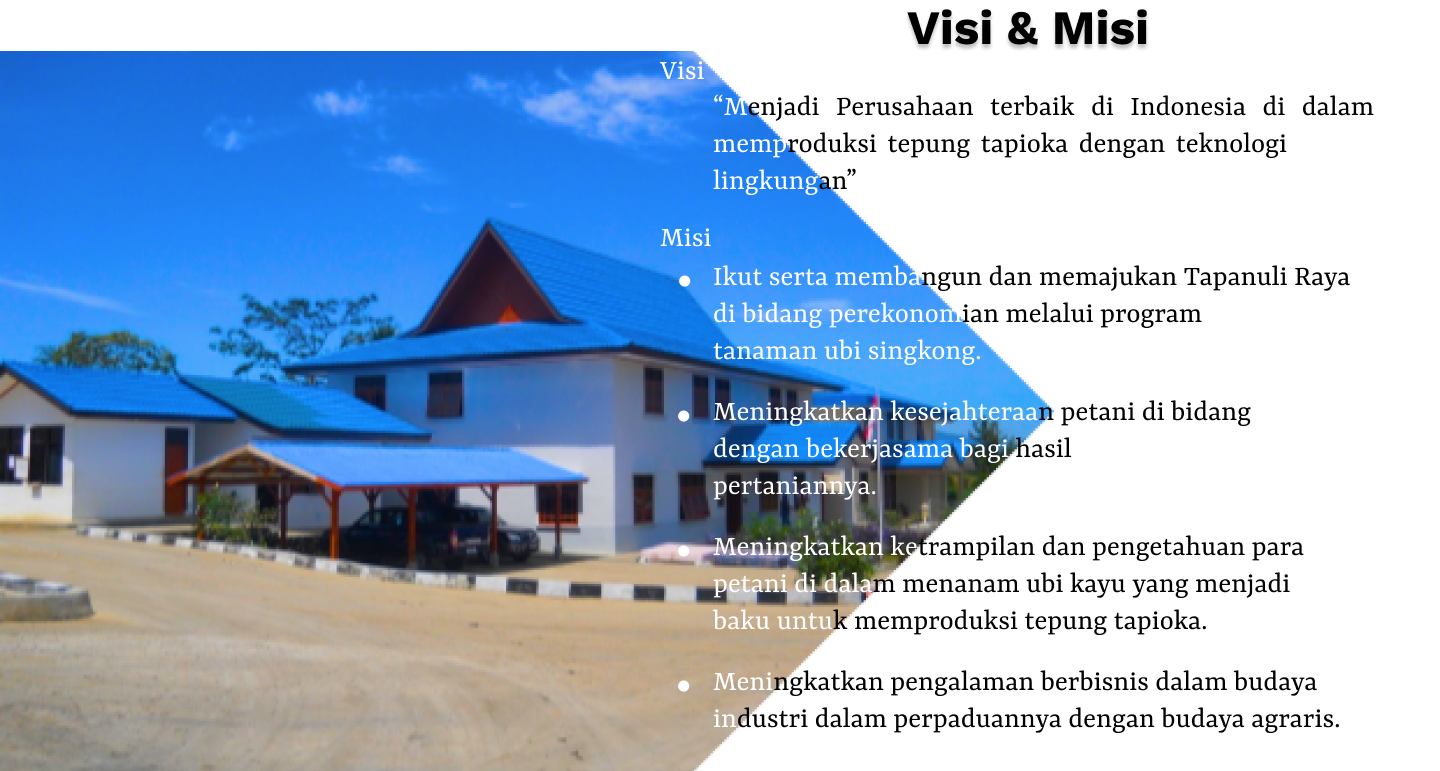 Visi & Misi
Visi
“Menjadi Perusahaan terbaik di Indonesia di dalam
memproduksi tepung tapioka dengan teknologi
lingkungan”
Misi
● Ikut serta membangun dan memajukan Tapanuli Raya
di bidang perekonomian melalui program
tanaman ubi singkong.
● Meningkatkan kesejahteraan petani di bidang
dengan bekerjasama bagi hasil
pertaniannya.
● Meningkatkan ketrampilan dan pengetahuan para
petani di dalam menanam ubi kayu yang menjadi
baku untuk memproduksi tepung tapioka.
● Meningkatkan pengalaman berbisnis dalam budaya
industri dalam perpaduannya dengan budaya agraris.